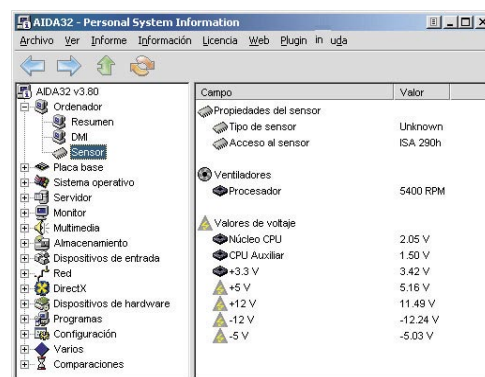 AIDA32 - Personal System Information
Archivo Ver Informe Información Licencia Web Plugin in uda
AIDA32 v3.80
Ordenador
Resumen
DMI
Sensor
Placa base
Sistema operativo
Servidor
Monitor
Multimedia
Almacenamiento
Dispositivos de entrada
Red
DirectX
Dispositivos de hardware
Programas
Configuración
Varios
Comparaciones
Campo Valor
Propiedades del sensor
Tipo de sensor Unknown
Acceso al sensor ISA 290h
Ventiladores
Procesador 5400 RPM
Valores de voltaje
Núcleo CPU 2.05 V
CPU Auxiliar 1.50 V
+3.3 V 3.42 V
+5 V 5.16 V
+12 V 11.49 V
-12 V -12.24 V
-5 V -5.03 V